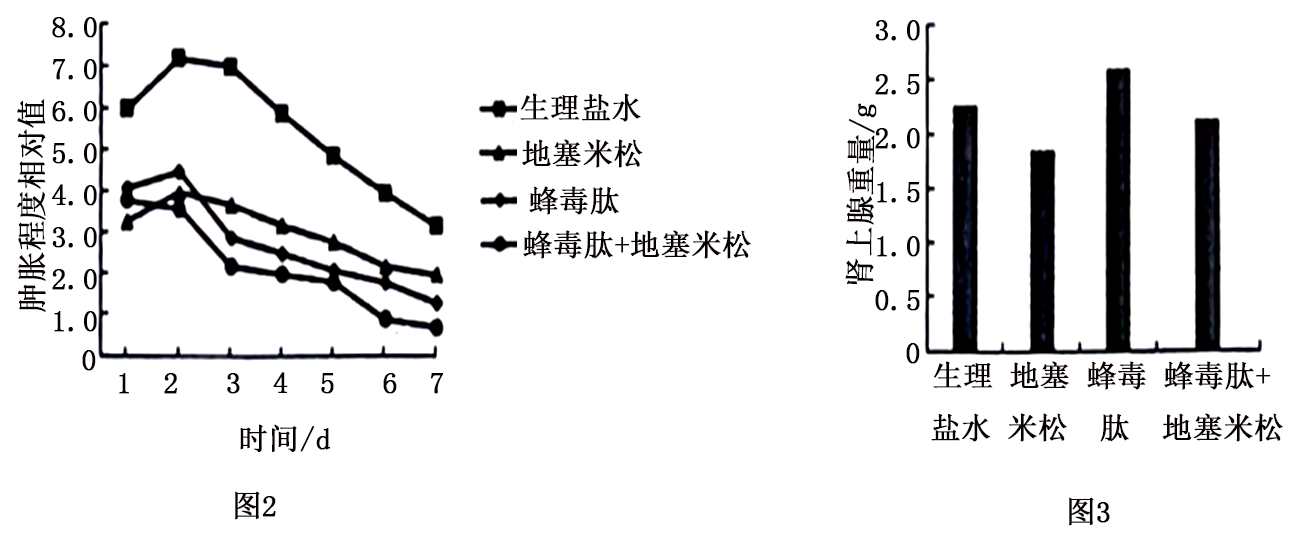 肿胀程度相对值
8.0
7.0
6.0
5.0
4.0
3.0
2.0
1.0
0
1 2 3 4 5 6 7
时间/d
生理盐水
地塞米松
蜂毒肽
蜂毒肽+地塞米松
图2
肾上腺重量/g
3.0
2.5
2.0
1.5
1.0
0.5
0
生理 地塞 蜂毒 蜂毒肽+
盐水 米松 肽 地塞米松
图3